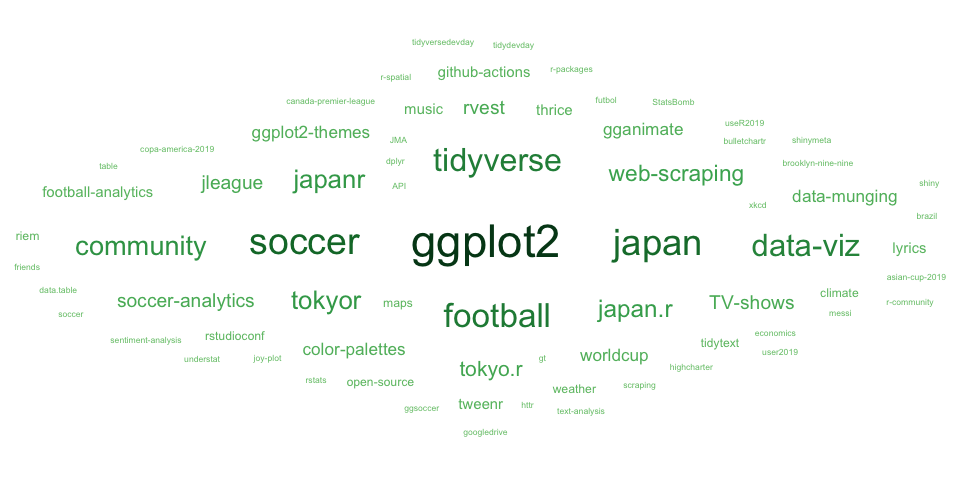 tidyversedevday
tidydevday
github-actions
r-packages
r-spatial
canada-premier-league
music
rvest
thrice
futbol
StatsBomb
ggplot2-themes
JMA
gganimate
useR2019
bulletchartr
shinymeta
copa-america-2019
table
dplyr
tidyverse
brooklyn-nine-nine
football-analytics
jleague
japanr
API
web-scraping
data-munging
shiny
xkcd
brazil
riem
community
soccer
ggplot2
japan
data-viz
lyrics
friends
asian-cup-2019
data.table
soccer-analytics
tokyor
maps
football
japan.r
TV-shows
climate
r-community
soccer
messi
sentiment-analysis
rstudioconf
economics
tidytext
understat
joy-plot
color-palettes
tokyo.r
gt
worldcup
user2019
highcharter
rstats
open-source
weather
scraping
ggsoccer
tweenr
httr
text-analysis
googledrive